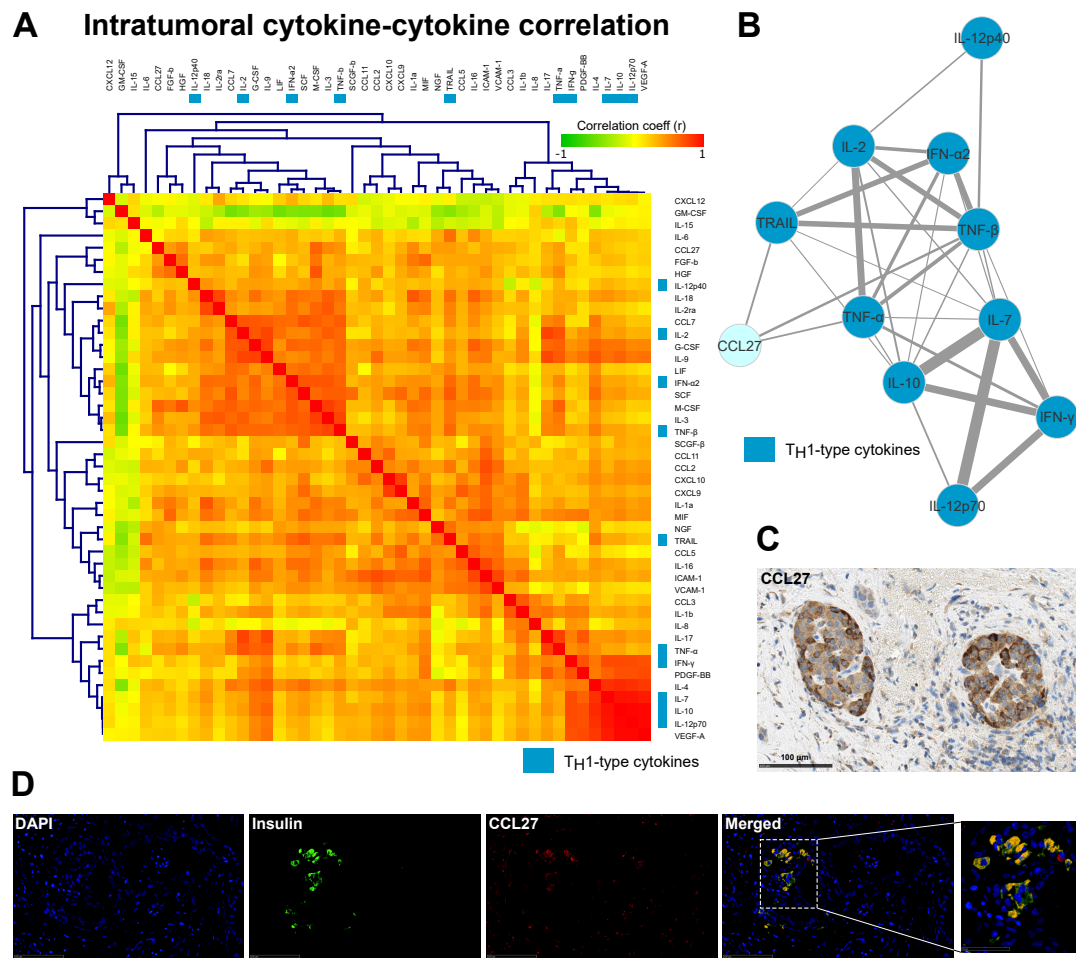 A
Intratumoral cytokine-cytokine correlation
CXCL12
GM-CSF
IL-15
IL-6
CCL27
FGF-b
HGF
IL-12p40
IL-18
IL-2ra
CCL7
IL-2
G-CSF
IL-9
LIF
IFN-a2
SCF
M-CSF
IL-3
TNF-b
SCGF-b
CCL11
CCL2
CXCL10
CXCL9
IL-1a
MIF
NGF
TRAIL
CCL5
IL-16
ICAM-1
VCAM-1
CCL3
IL-1b
IL-8
IL-17
TNF-a
IFN-g
PDGF-BB
IL-4
IL-7
IL-10
IL-12p70
VEGF-A
Correlation coeff (r)
-1 1
CXCL12
GM-CSF
IL-15
IL-6
CCL27
FGF-b
HGF
IL-12p40
IL-18
IL-2ra
CCL7
IL-2
G-CSF
IL-9
LIF
IFN-α2
SCF
M-CSF
IL-3
TNF-β
SCGF-β
CCL11
CCL2
CXCL10
CXCL9
IL-1a
MIF
NGF
TRAIL
CCL5
IL-16
ICAM-1
VCAM-1
CCL3
IL-1b
IL-8
IL-17
TNF-α
IFN-γ
PDGF-BB
IL-4
IL-7
IL-10
IL-12p70
VEGF-A
TH1-type cytokines
B
IL-12p40
IL-2
IFN-α2
TRAIL
TNF-β
TNF-α
IL-7
CCL27
IL-10
IFN-γ
TH1-type cytokines
IL-12p70
C
CCL27
100 µm
D
DAPI
Insulin
CCL27
Merged